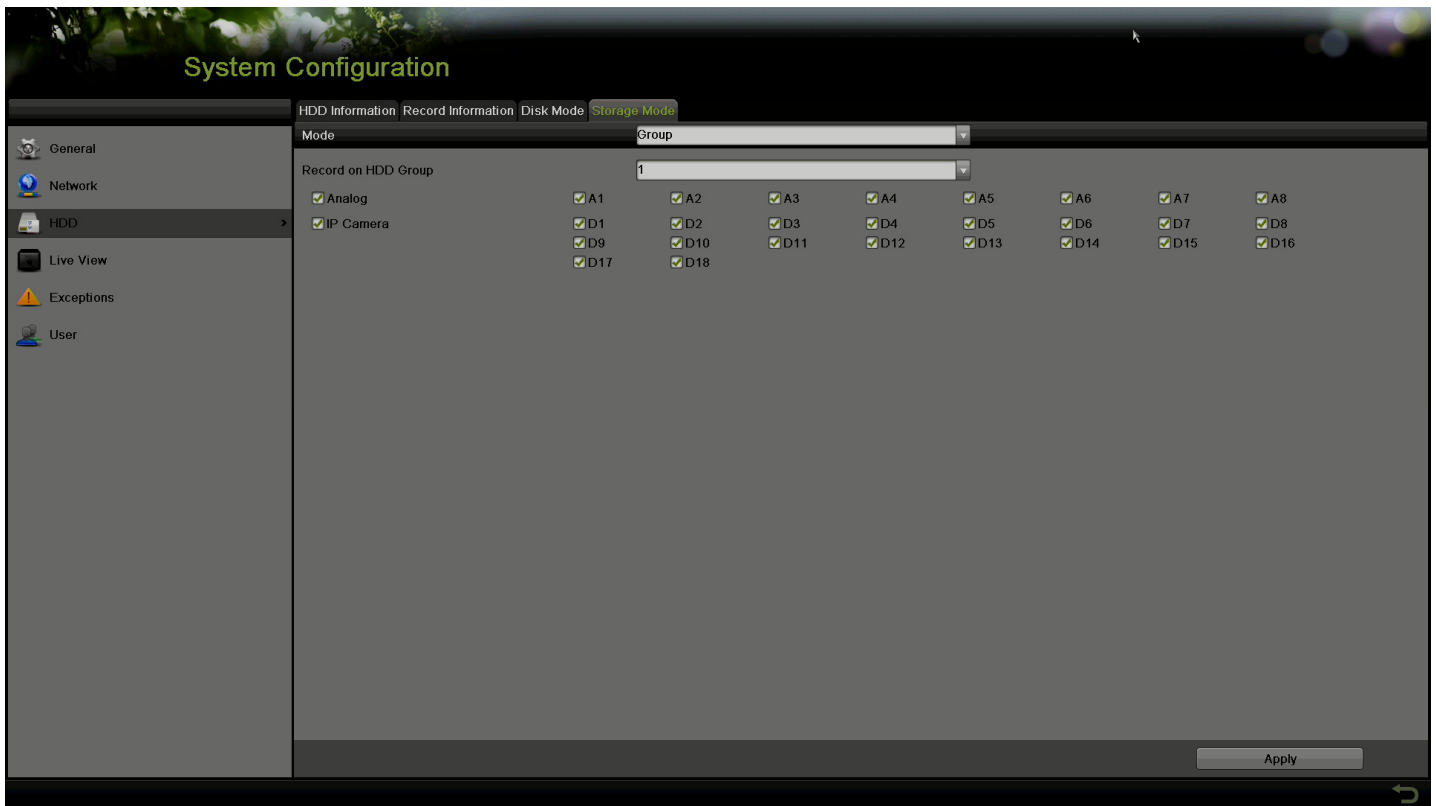 System Configuration
HDD Information Record Information Disk Mode Storage Mode
Mode Group
General
Network
HDD
Live View
Exceptions
User
Record on HDD Group 1
Analog A1 A2 A3 A4 A5 A6 A7 A8
IP Camera D1 D2 D3 D4 D5 D6 D7 D8
D9 D10 D11 D12 D13 D14 D15 D16
D17 D18
Apply